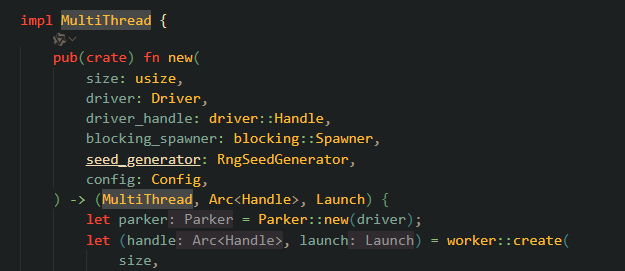 impl MultiThread {
pub(crate) fn new(
size: usize,
driver: Driver,
driver_handle: driver::Handle,
blocking_spawner: blocking::Spawner,
seed_generator: RngSeedGenerator,
config: Config,
) -> (MultiThread, Arc<Handle>, Launch) {
let parker: Parker = Parker::new(driver);
let (handle: Arc<Handle>, launch: Launch) = worker::create(
size,